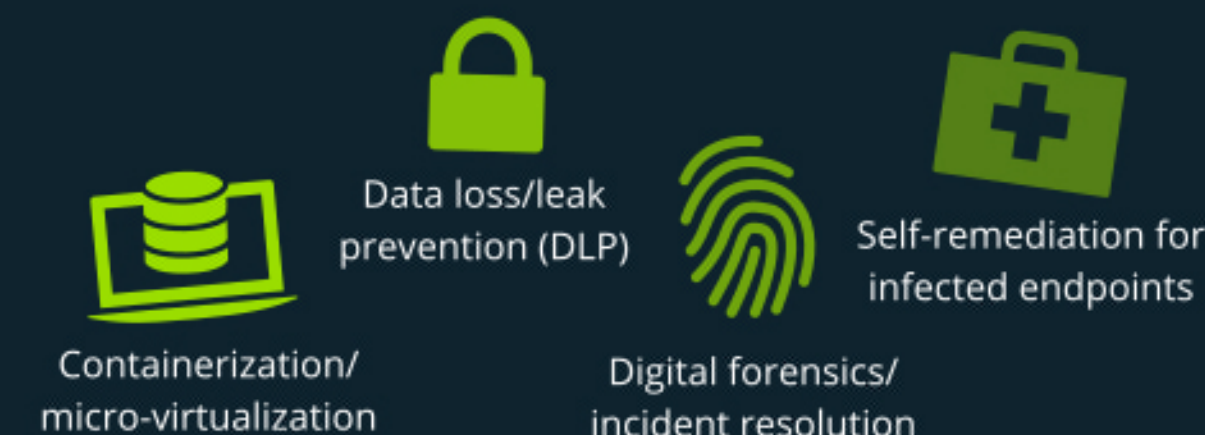 Data loss/leak
prevention (DLP)
Self-remediation for
infected endpoints
Containerization/
micro-virtualization
Digital forensics/
incident resolution